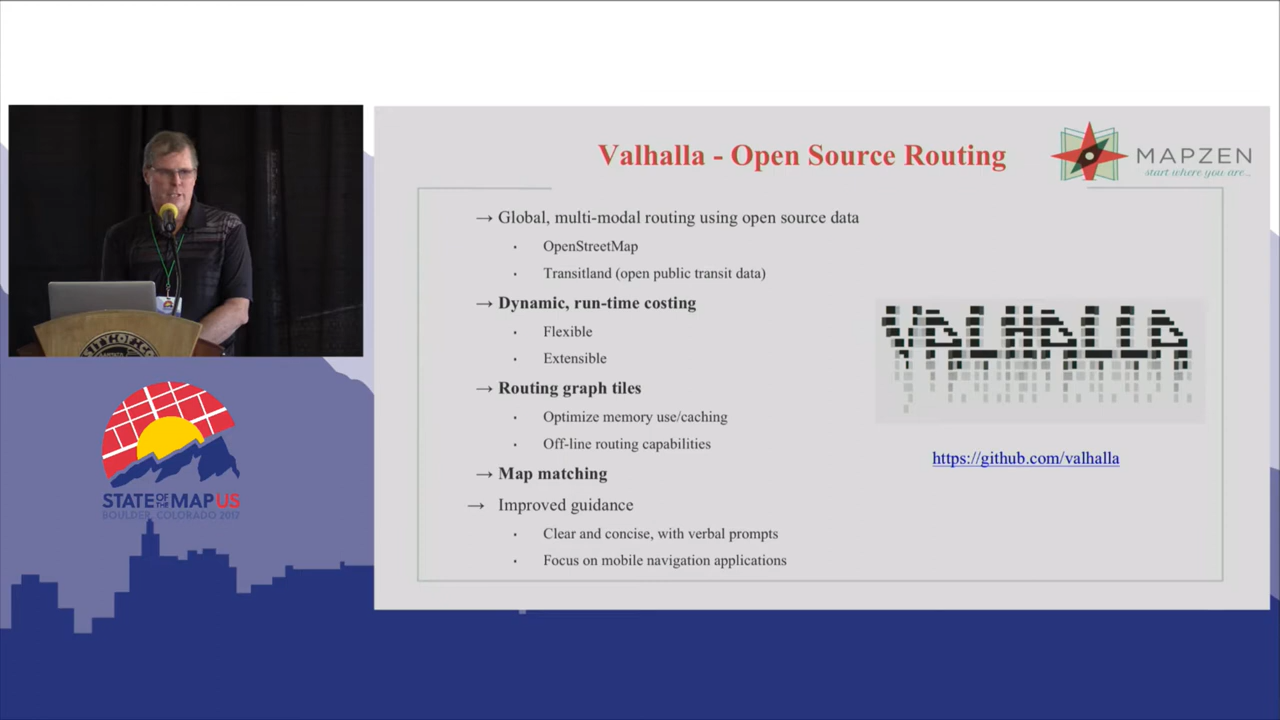 Valhalla - Open Source Routing
MAPZEN
start where you are...
→ Global, multi-modal routing using open source data
· OpenStreetMap
· Transitland (open public transit data)
→ Dynamic, run-time costing
· Flexible
· Extensible
→ Routing graph tiles
· Optimize memory use/caching
· Off-line routing capabilities
→ Map matching
→ Improved guidance
· Clear and concise, with verbal prompts
· Focus on mobile navigation applications
VALHALLA
https://github.com/valhalla
STATE OF THE MAP US
BOULDER, COLORADO 2017